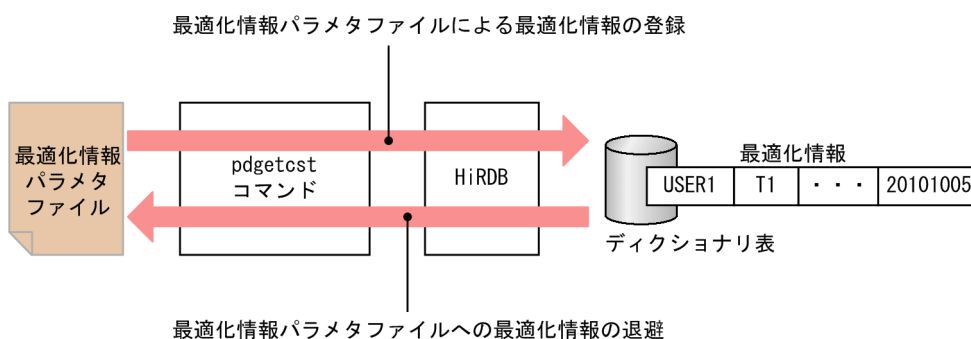 最適化情報パラメタファイルによる最適化情報の登録
最適化情報
パラメタ
ファイル
pdgetcst
コマンド
HiRDB
最適化情報
USER1 T1 ・・・ 20101005
ディクショナリ表
最適化情報パラメタファイルへの最適化情報の退避